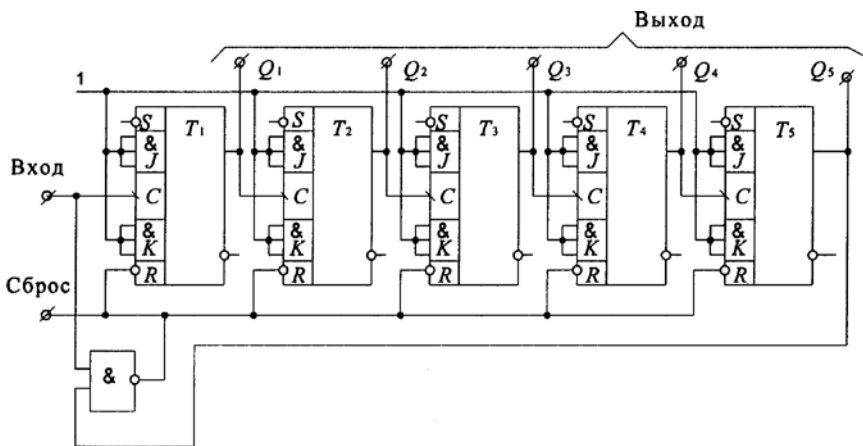 Выход
Q1 Q2 Q3 Q4 Q5
1
S T1 S T2 S T3 S T4 S T5
& & & & &
J J J J J
Вход
C C C C C
& & & & &
K K K K K
Сброс
R R R R R
&